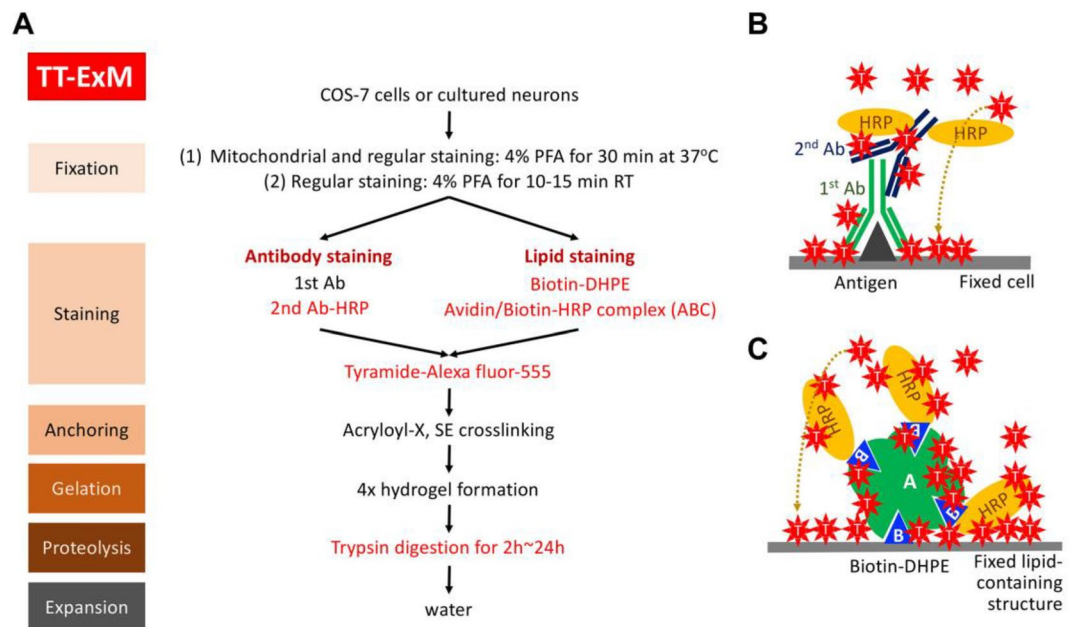 A
TT-ExM
Fixation
Staining
Anchoring
Gelation
Proteolysis
Expansion
COS-7 cells or cultured neurons
(1) Mitochondrial and regular staining: 4% PFA for 30 min at 37°C
(2) Regular staining: 4% PFA for 10-15 min RT
Antibody staining
1st Ab
2nd Ab-HRP
Lipid staining
Biotin-DHPE
Avidin/Biotin-HRP complex (ABC)
Tyramide-Alexa fluor-555
Acryloyl-X, SE crosslinking
4x hydrogel formation
Trypsin digestion for 2h~24h
water
B
T T T
T
HRP
HRP
T T
2nd Ab
T
1st Ab
T
T T T T T
Antigen
Fixed cell
C
T
T
T T
HRP
T
HRP
T
T
B
T
T
B
T
A
T T
T
T
T
T
B
HRP
B
T T T T T T T T
Biotin-DHPE
Fixed lipid-
containing
structure